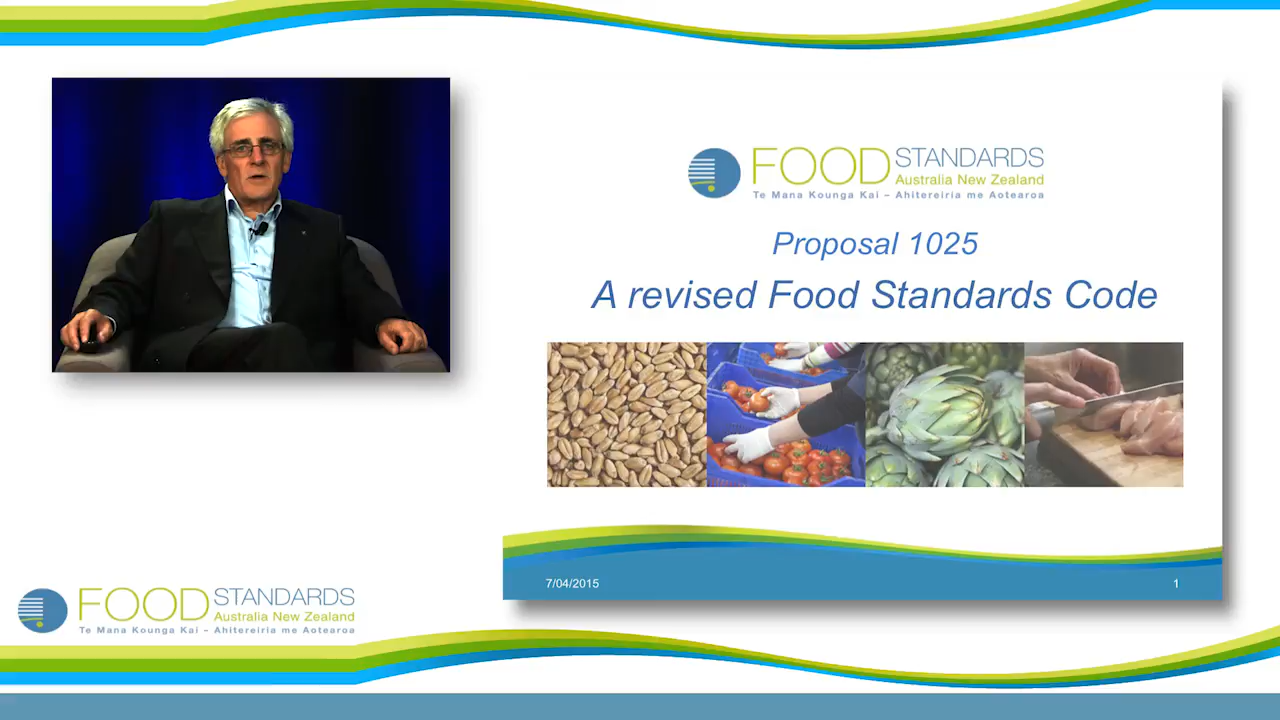 FOOD STANDARDS
Australia New Zealand
Te Mana Kounga Kai – Ahitereiria me Aotearoa
Proposal 1025
A revised Food Standards Code
7/04/2015
1
FOOD STANDARDS
Australia New Zealand
Te Mana Kounga Kai – Ahitereiria me Aotearoa